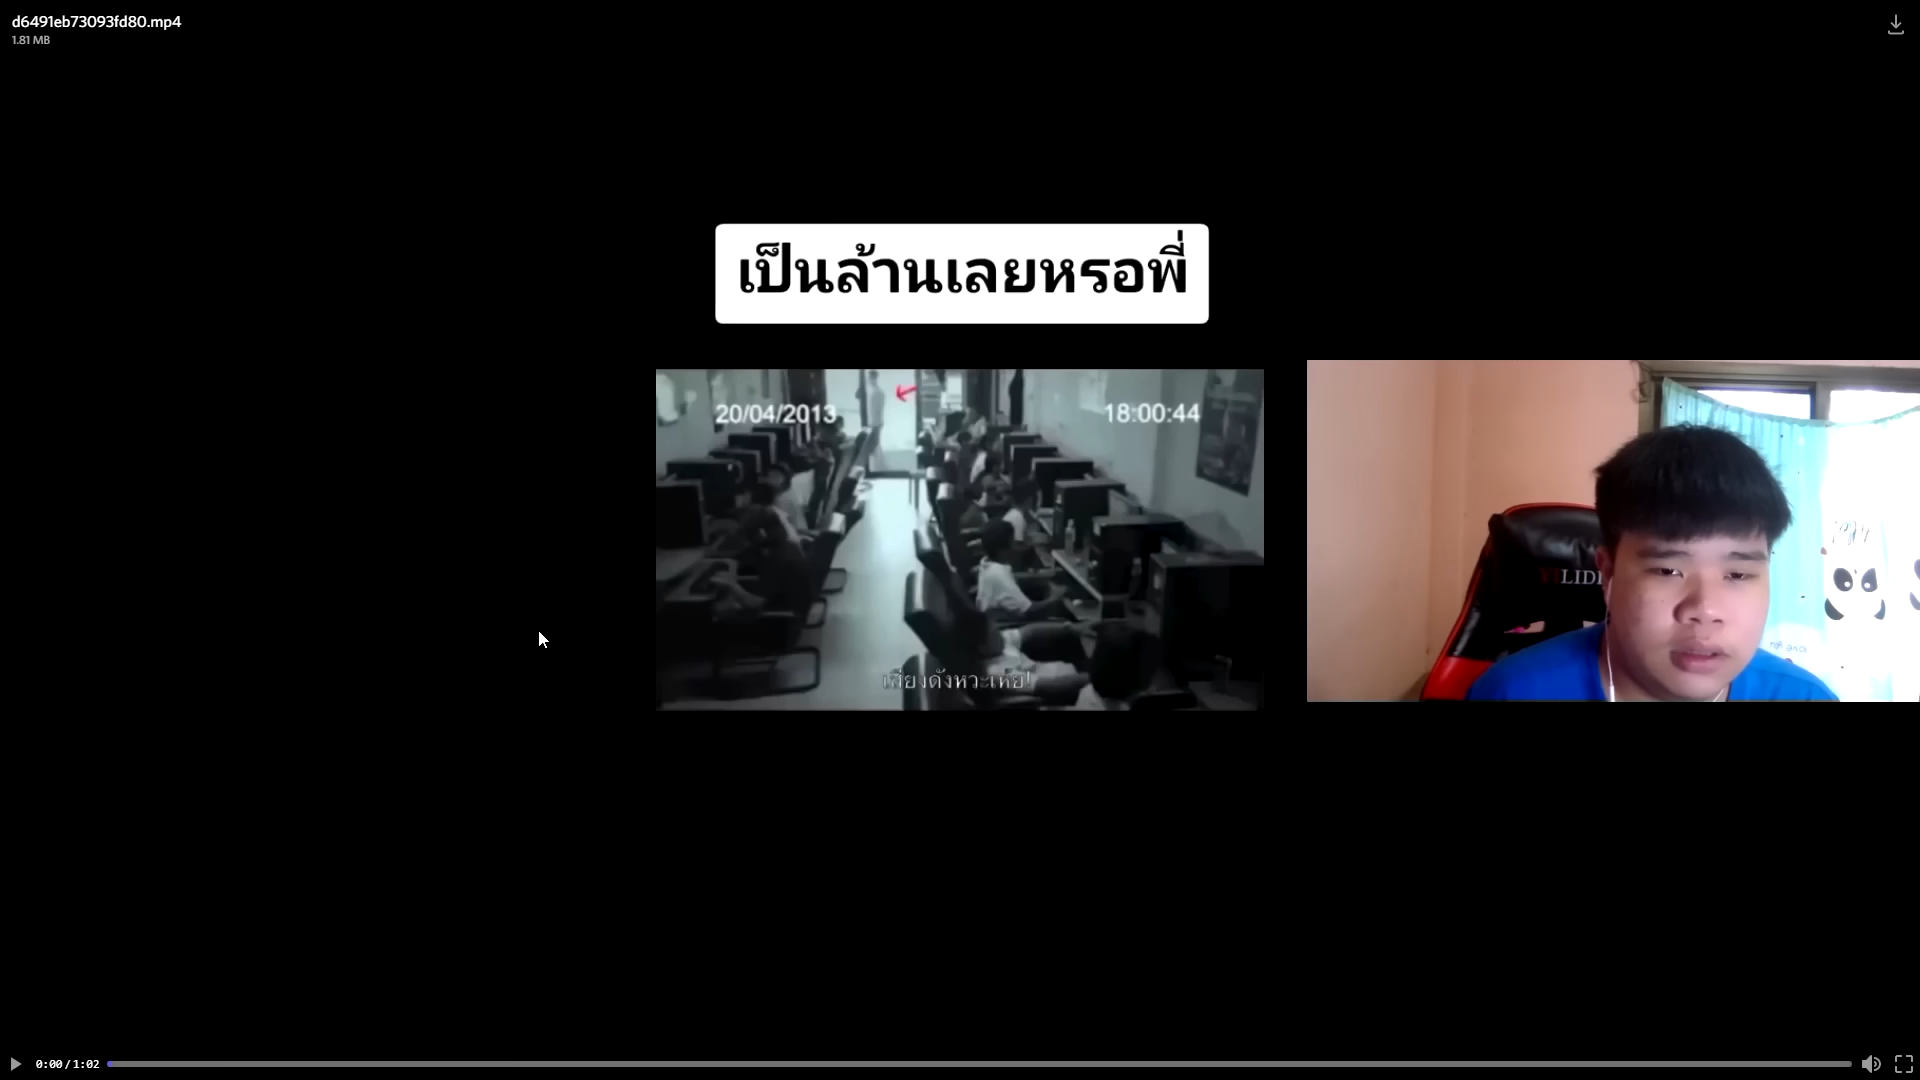 d6491eb73093fd80.mp4
1.81 MB
เป็นล้านเลยหรอพี่
20/04/2013
18:00:44
เสียงดังหวะเห้ย!
0:00 / 1:02